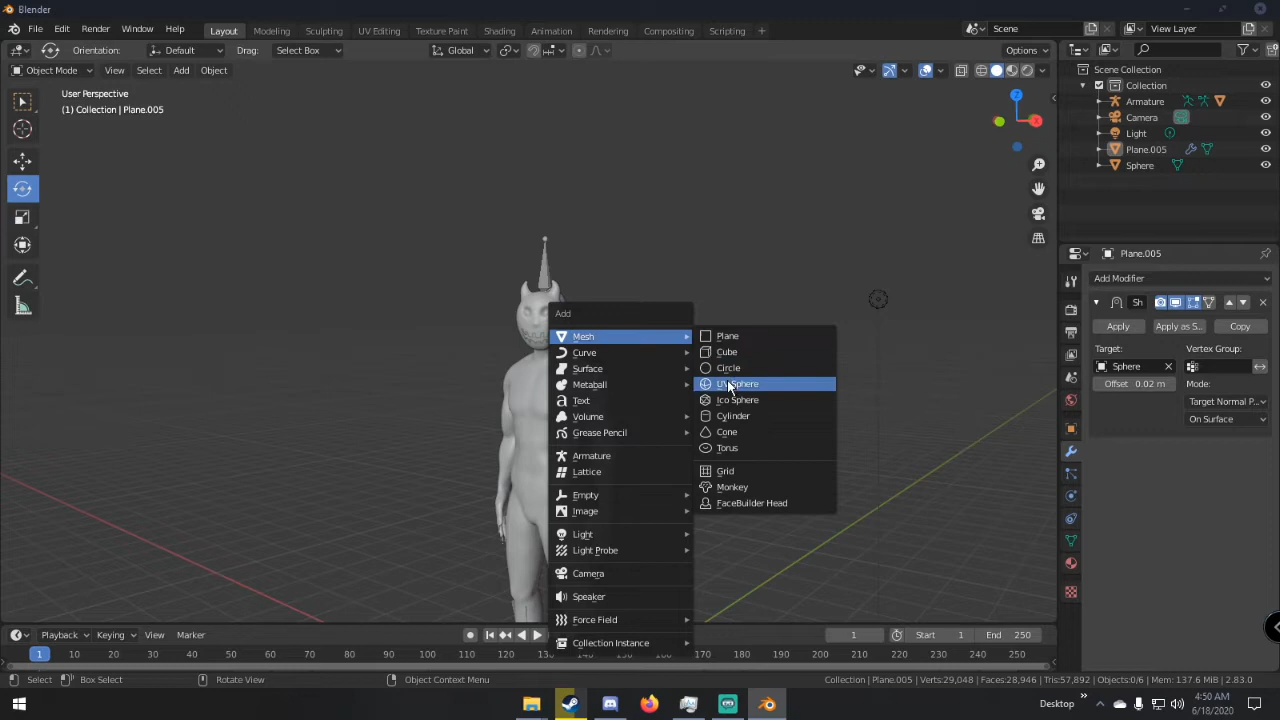 Blender
File Edit Render Window Help Layout Modeling Sculpting UV Editing Texture Paint Shading Animation Rendering Compositing Scripting + Scene View Layer
Orientation: Default Drag: Select Box Global Options
Object Mode View Select Add Object
User Perspective
(1) Collection | Plane.005
Z
X
Scene Collection
Collection
Armature
Camera
Light
Plane.005
Sphere
Plane.005
Add Modifier
Sh
Apply Apply as S... Copy
Target: Vertex Group:
Sphere
Offset 0.02 m Mode:
Target Normal P...
On Surface
Add
Mesh
Curve
Surface
Metaball
Text
Volume
Grease Pencil
Armature
Lattice
Empty
Image
Light
Light Probe
Camera
Speaker
Force Field
Collection Instance
Plane
Cube
Circle
UV Sphere
Ico Sphere
Cylinder
Cone
Torus
Grid
Monkey
FaceBuilder Head
Playback Keying View Marker 1 Start 1 End 250
1 10 20 30 40 50 60 70 80 90 100 110 120 130 140 150 160 170 180 190 200 210 220 230 240 250
Select Box Select Rotate View Object Context Menu Collection | Plane.005 | Verts:29,048 | Faces:28,946 | Tris:57,892 | Objects:0/6 | Mem: 137.6 MiB | 2.83.0
Desktop 4:50 AM
6/18/2020